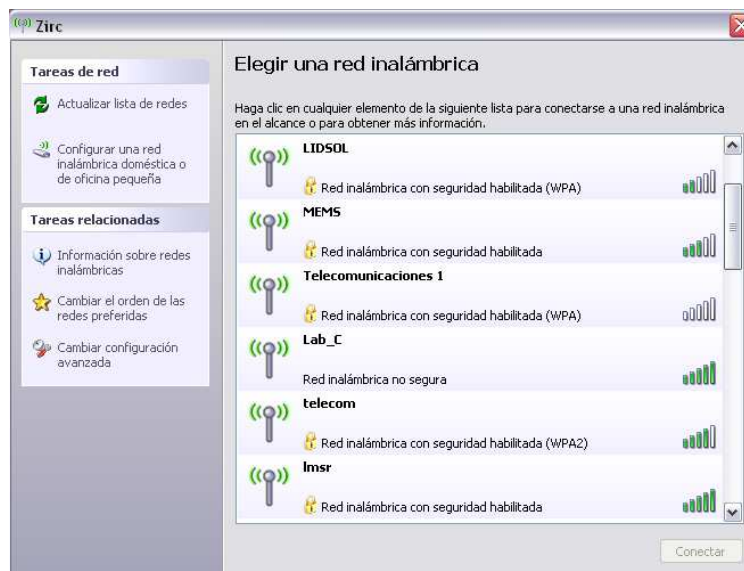 Zirc
Tareas de red
Actualizar lista de redes
Configurar una red
inalámbrica doméstica o
de oficina pequeña
Tareas relacionadas
Información sobre redes
inalámbricas
Cambiar el orden de las
redes preferidas
Cambiar configuración
avanzada
Elegir una red inalámbrica
Haga clic en cualquier elemento de la siguiente lista para conectarse a una red inalámbrica
en el alcance o para obtener más información.
LIDSOL
Red inalámbrica con seguridad habilitada (WPA)
MEMS
Red inalámbrica con seguridad habilitada
Telecomunicaciones 1
Red inalámbrica con seguridad habilitada (WPA)
Lab_C
Red inalámbrica no segura
telecom
Red inalámbrica con seguridad habilitada (WPA2)
lmsr
Red inalámbrica con seguridad habilitada
Conectar